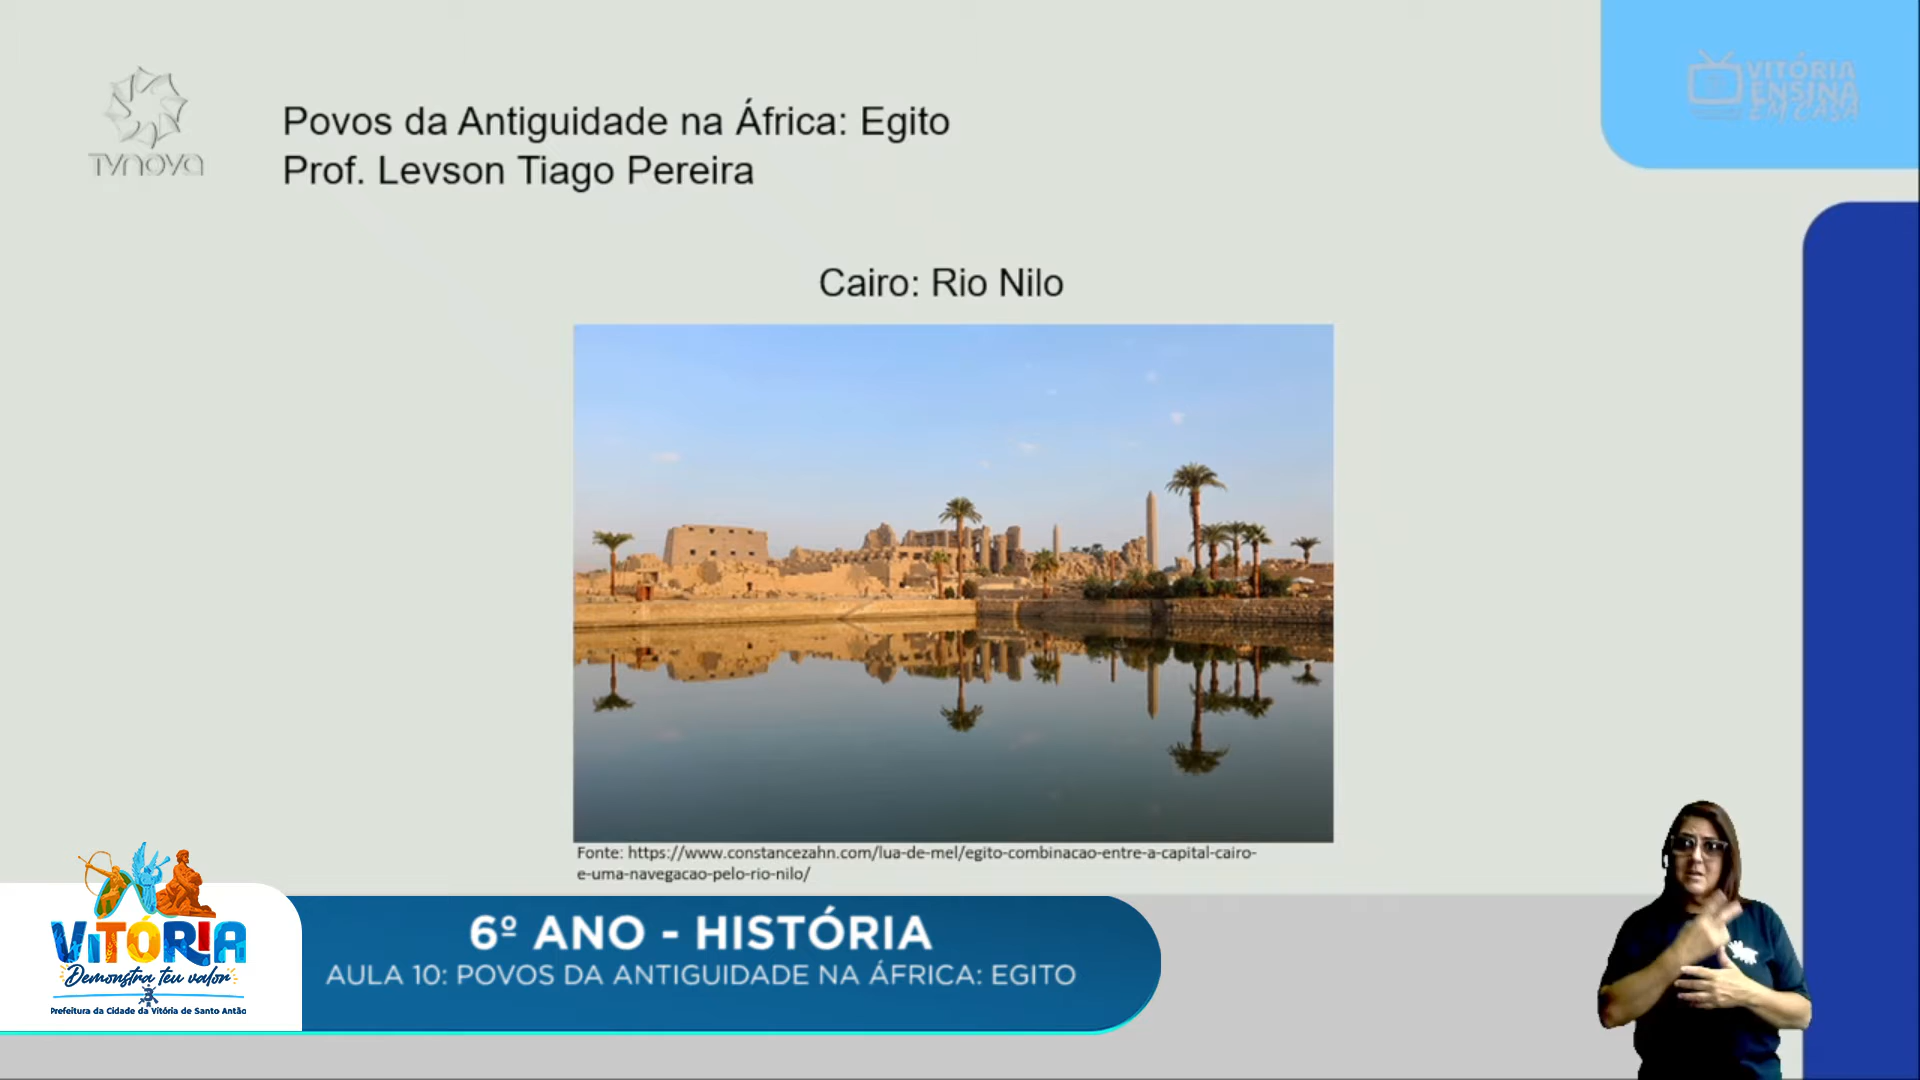 TVNOVA
Povos da Antiguidade na África: Egito
Prof. Levson Tiago Pereira
VITÓRIA
ENSINA
EM CASA
Cairo: Rio Nilo
Fonte: https://www.constancezahn.com/lua-de-mel/egito-combinacao-entre-a-capital-cairo-
e-uma-navegacao-pelo-rio-nilo/
VITÓRIA
Demonstra teu valor
Prefeitura da Cidade da Vitória de Santo Antão
6º ANO - HISTÓRIA
AULA 10: POVOS DA ANTIGUIDADE NA ÁFRICA: EGITO